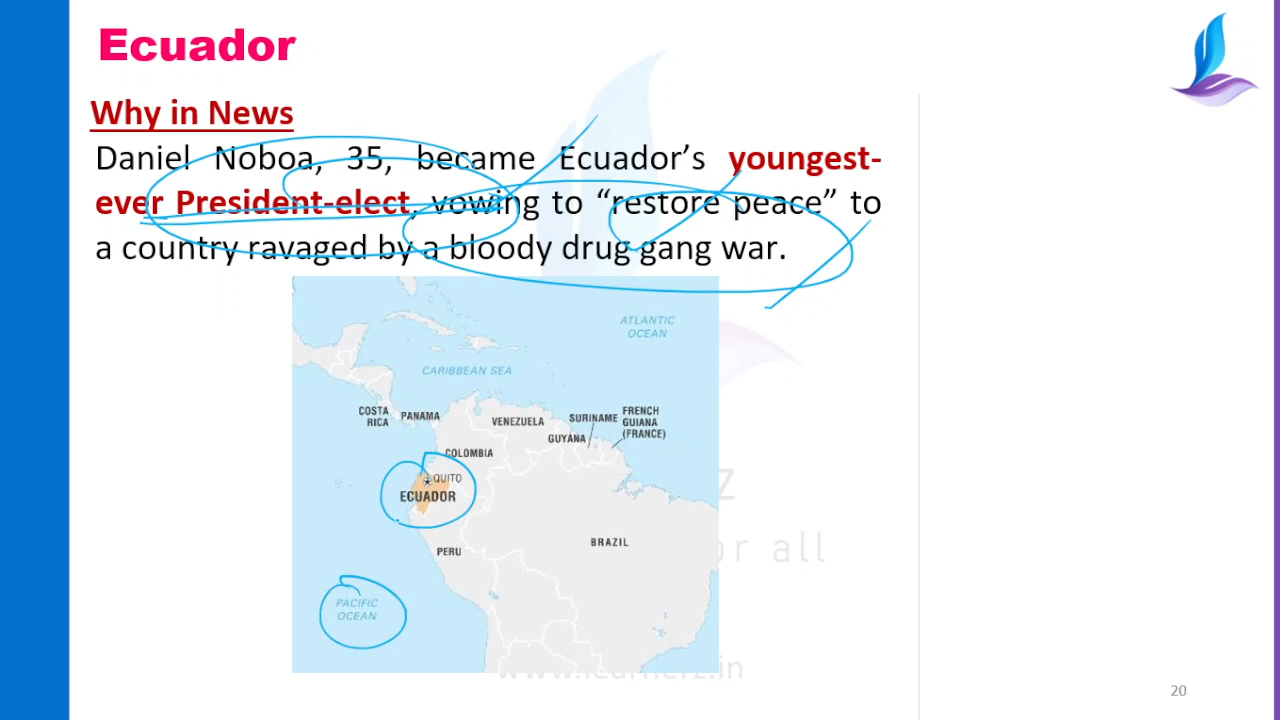 Ecuador
Why in News
Daniel Noboa, 35, became Ecuador's youngest-
ever President-elect, vowing to "restore peace" to
a country ravaged by a bloody drug gang war.
ATLANTIC
OCEAN
CARIBBEAN SEA
COSTA
RICA
PANAMA
VENEZUELA
SURINAME
FRENCH
GUIANA
(FRANCE)
GUYANA
COLOMBIA
QUITO
ECUADOR
BRAZIL
PERU
PACIFIC
OCEAN
or all
20